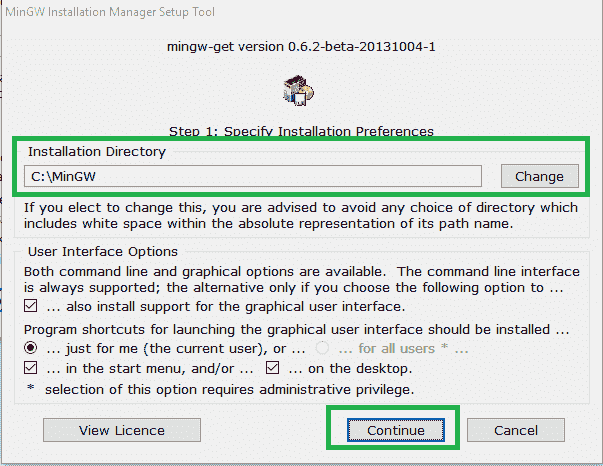 MinGW Installation Manager Setup Tool
mingw-get version 0.6.2-beta-20131004-1
Step 1: Specify Installation Preferences
Installation Directory
C:\MinGW
Change
If you elect to change this, you are advised to avoid any choice of directory which
includes white space within the absolute representation of its path name.
User Interface Options
Both command line and graphical options are available.  The command line interface
is always supported; the alternative only if you choose the following option to ...
... also install support for the graphical user interface.
Program shortcuts for launching the graphical user interface should be installed ...
... just for me (the current user), or ... ... for all users * ...
... in the start menu, and/or ... ... on the desktop.
* selection of this option requires administrative privilege.
View Licence Continue Cancel